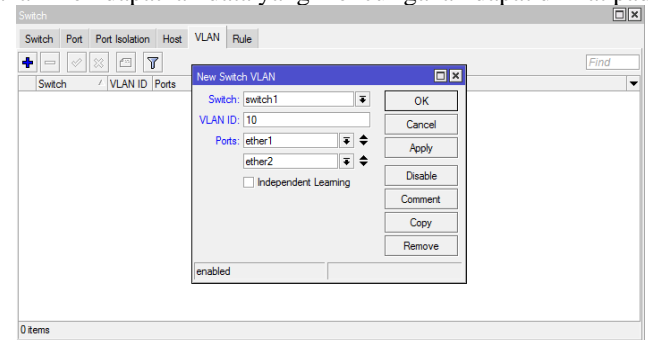 Switch
Switch Port Port Isolation Host VLAN Rule
Find
Switch VLAN ID Ports
New Switch VLAN
Switch: switch1
VLAN ID: 10
Ports: ether1
ether2
Independent Learning
OK
Cancel
Apply
Disable
Comment
Copy
Remove
enabled
0 items